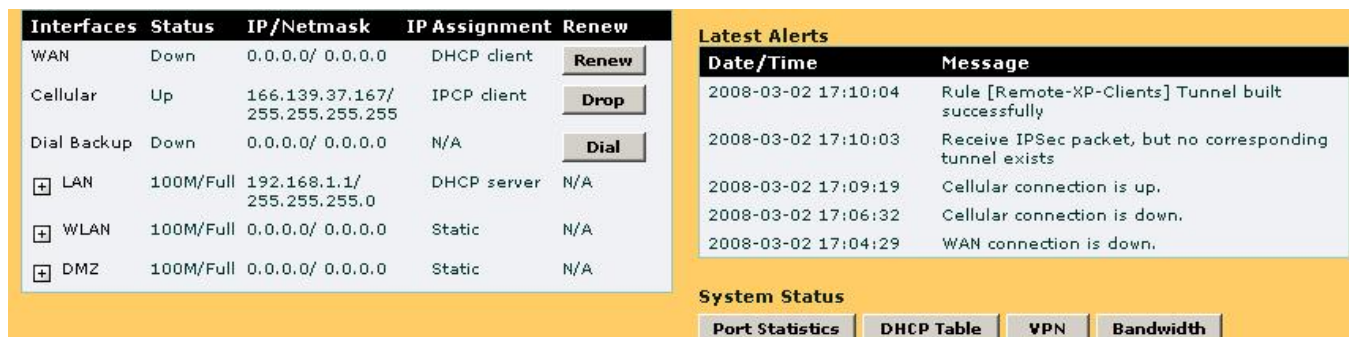 Interfaces Status IP/Netmask IP Assignment Renew
WAN Down 0.0.0.0/ 0.0.0.0 DHCP client Renew
Cellular Up 166.139.37.167/ 255.255.255.255 IPCP client Drop
Dial Backup Down 0.0.0.0/ 0.0.0.0 N/A Dial
+ LAN 100M/Full 192.168.1.1/ 255.255.255.0 DHCP server N/A
+ WLAN 100M/Full 0.0.0.0/ 0.0.0.0 Static N/A
+ DMZ 100M/Full 0.0.0.0/ 0.0.0.0 Static N/A
Latest Alerts
Date/Time Message
2008-03-02 17:10:04 Rule [Remote-XP-Clients] Tunnel built
successfully
2008-03-02 17:10:03 Receive IPSec packet, but no corresponding
tunnel exists
2008-03-02 17:09:19 Cellular connection is up.
2008-03-02 17:06:32 Cellular connection is down.
2008-03-02 17:04:29 WAN connection is down.
System Status
Port Statistics DHCP Table VPN Bandwidth